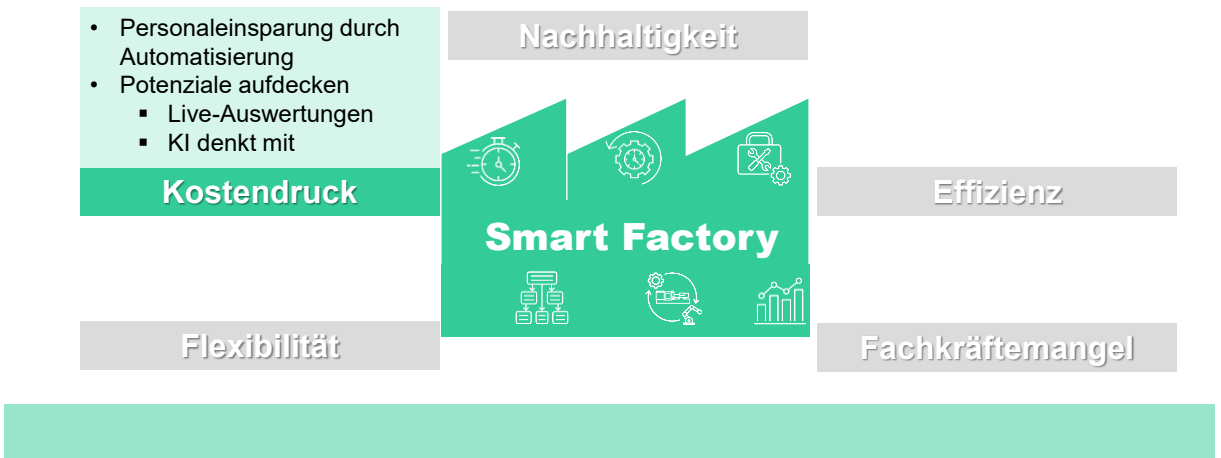 • Personaleinsparung durch
Automatisierung
• Potenziale aufdecken
▪ Live-Auswertungen
▪ KI denkt mit
Kostendruck
Nachhaltigkeit
Smart Factory
Effizienz
Flexibilität
Fachkräftemangel